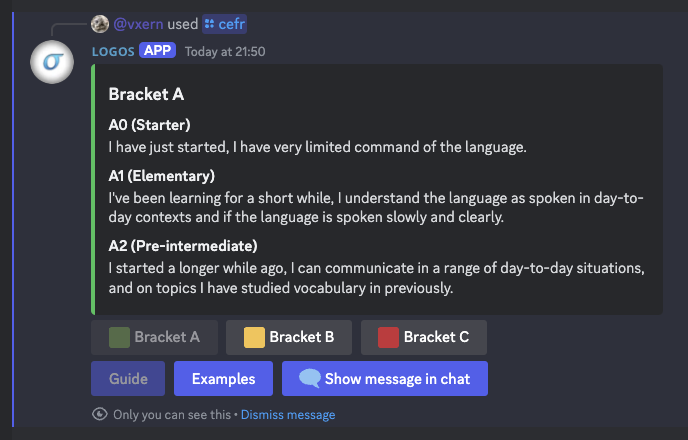 @vxern used cefr
LOGOS APP Today at 21:50
Bracket A
A0 (Starter)
I have just started, I have very limited command of the language.
A1 (Elementary)
I've been learning for a short while, I understand the language as spoken in day-to-
day contexts and if the language is spoken slowly and clearly.
A2 (Pre-intermediate)
I started a longer while ago, I can communicate in a range of day-to-day situations,
and on topics I have studied vocabulary in previously.
Bracket A Bracket B Bracket C
Guide Examples Show message in chat
Only you can see this • Dismiss message